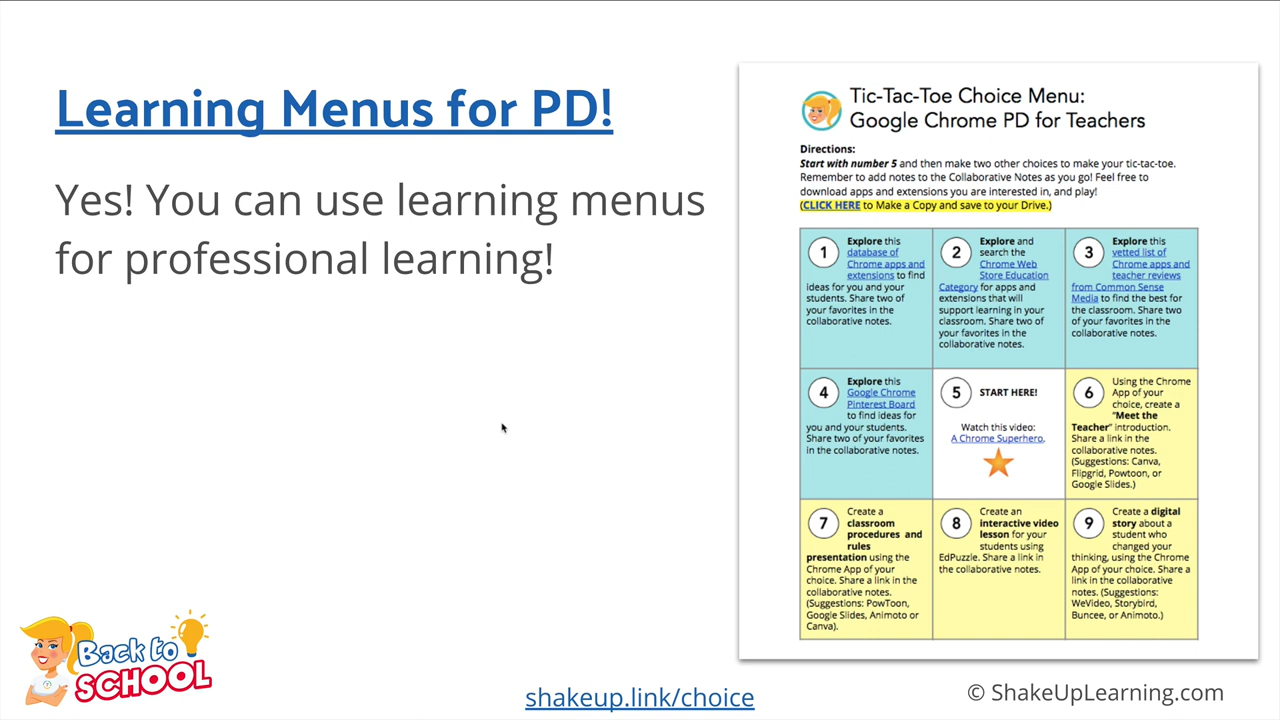 Learning Menus for PD!
Yes! You can use learning menus
for professional learning!
Tic-Tac-Toe Choice Menu:
Google Chrome PD for Teachers
Directions:
Start with number 5 and then make two other choices to make your tic-tac-toe.
Remember to add notes to the Collaborative Notes as you go! Feel free to
download apps and extensions you are interested in, and play!
(CLICK HERE to Make a Copy and save to your Drive.)
1
Explore this
database of
Chrome apps and
extensions to find
ideas for you and your
students. Share two of
your favorites in the
collaborative notes.
2
Explore and
search the
Chrome Web
Store Education
Category for apps and
extensions that will
support learning in your
classroom. Share two of
your favorites in the
collaborative notes.
3
Explore this
vetted list of
Chrome apps and
teacher reviews
from Common Sense
Media to find the best for
the classroom. Share two
of your favorites in the
collaborative notes.
4
Explore this
Google Chrome
Pinterest Board
to find ideas for
you and your students.
Share two of your favorites
in the collaborative notes.
5
START HERE!
Watch this video:
A Chrome Superhero.
6
Using the Chrome
App of your
choice, create a
"Meet the
Teacher" introduction.
Share a link in the
collaborative notes.
(Suggestions: Canva,
Flipgrid, Powtoon, or
Google Slides.)
7
Create a
classroom
procedures and
rules
presentation using the
Chrome App of your
choice. Share a link in the
collaborative notes.
(Suggestions: PowToon,
Google Slides, Animoto or
Canva).
8
Create an
interactive video
lesson for your
students using
EdPuzzle. Share a link in
the collaborative notes.
9
Create a digital
story about a
student who
changed your
thinking, using the Chrome
App of your choice. Share a
link in the collaborative
notes. (Suggestions:
WeVideo, Storybird,
Buncee, or Animoto.)
Back to
SCHOOL
shakeup.link/choice
© ShakeUpLearning.com